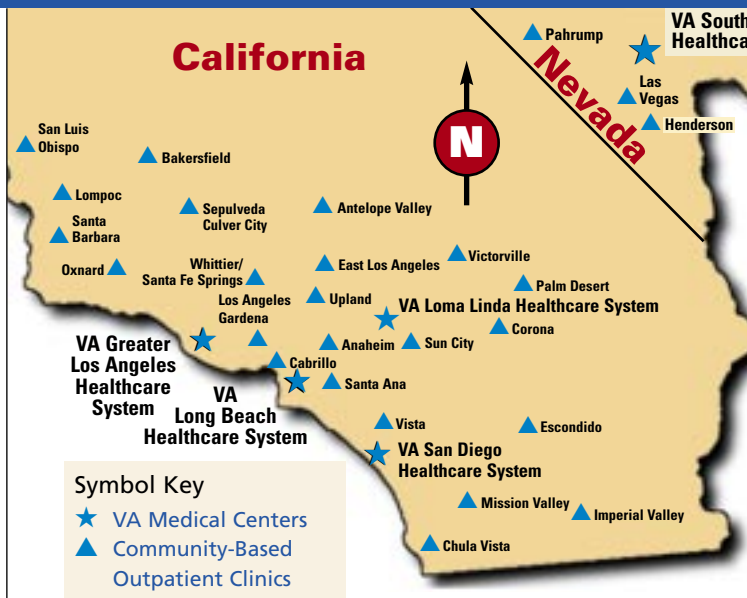 California
Nevada
N
Pahrump
VA South
Healthca
Las
Vegas
Henderson
San Luis
Obispo
Bakersfield
Lompoc
Santa
Barbara
Sepulveda
Culver City
Antelope Valley
Oxnard
Whittier/
Santa Fe Springs
East Los Angeles
Victorville
Palm Desert
Los Angeles
Gardena
Upland
VA Loma Linda Healthcare System
Corona
VA Greater
Los Angeles
Healthcare
System
Anaheim
Sun City
Cabrillo
Santa Ana
VA
Long Beach
Healthcare System
Vista
Escondido
VA San Diego
Healthcare System
Mission Valley
Imperial Valley
Chula Vista
Symbol Key
VA Medical Centers
Community-Based
Outpatient Clinics